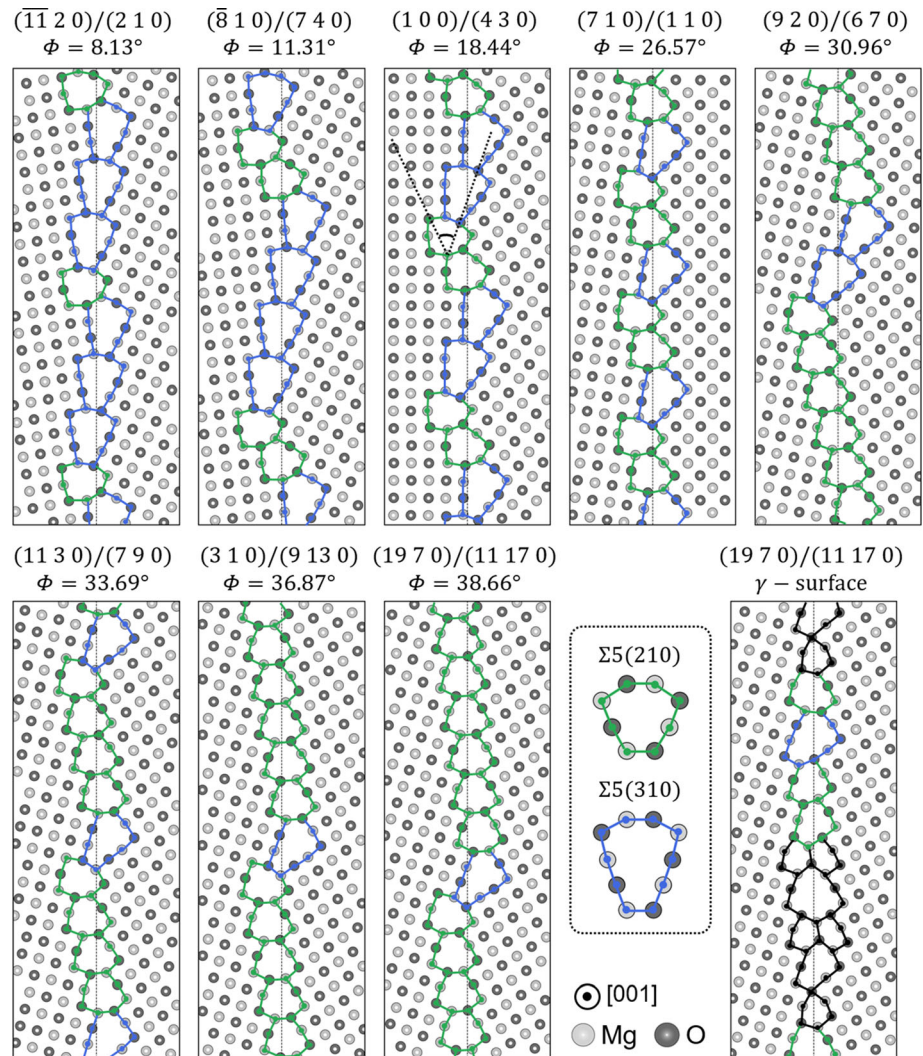 (1̅1̅ 2 0)/(2 1 0)
𝛷 = 8.13°
(8̅ 1 0)/(7 4 0)
𝛷 = 11.31°
(1 0 0)/(4 3 0)
𝛷 = 18.44°
(7 1 0)/(1 1 0)
𝛷 = 26.57°
(9 2 0)/(6 7 0)
𝛷 = 30.96°
(11 3 0)/(7 9 0)
𝛷 = 33.69°
(3 1 0)/(9 13 0)
𝛷 = 36.87°
(19 7 0)/(11 17 0)
𝛷 = 38.66°
(19 7 0)/(11 17 0)
γ − surface
Σ5(210)
Σ5(310)
[001]
Mg
O